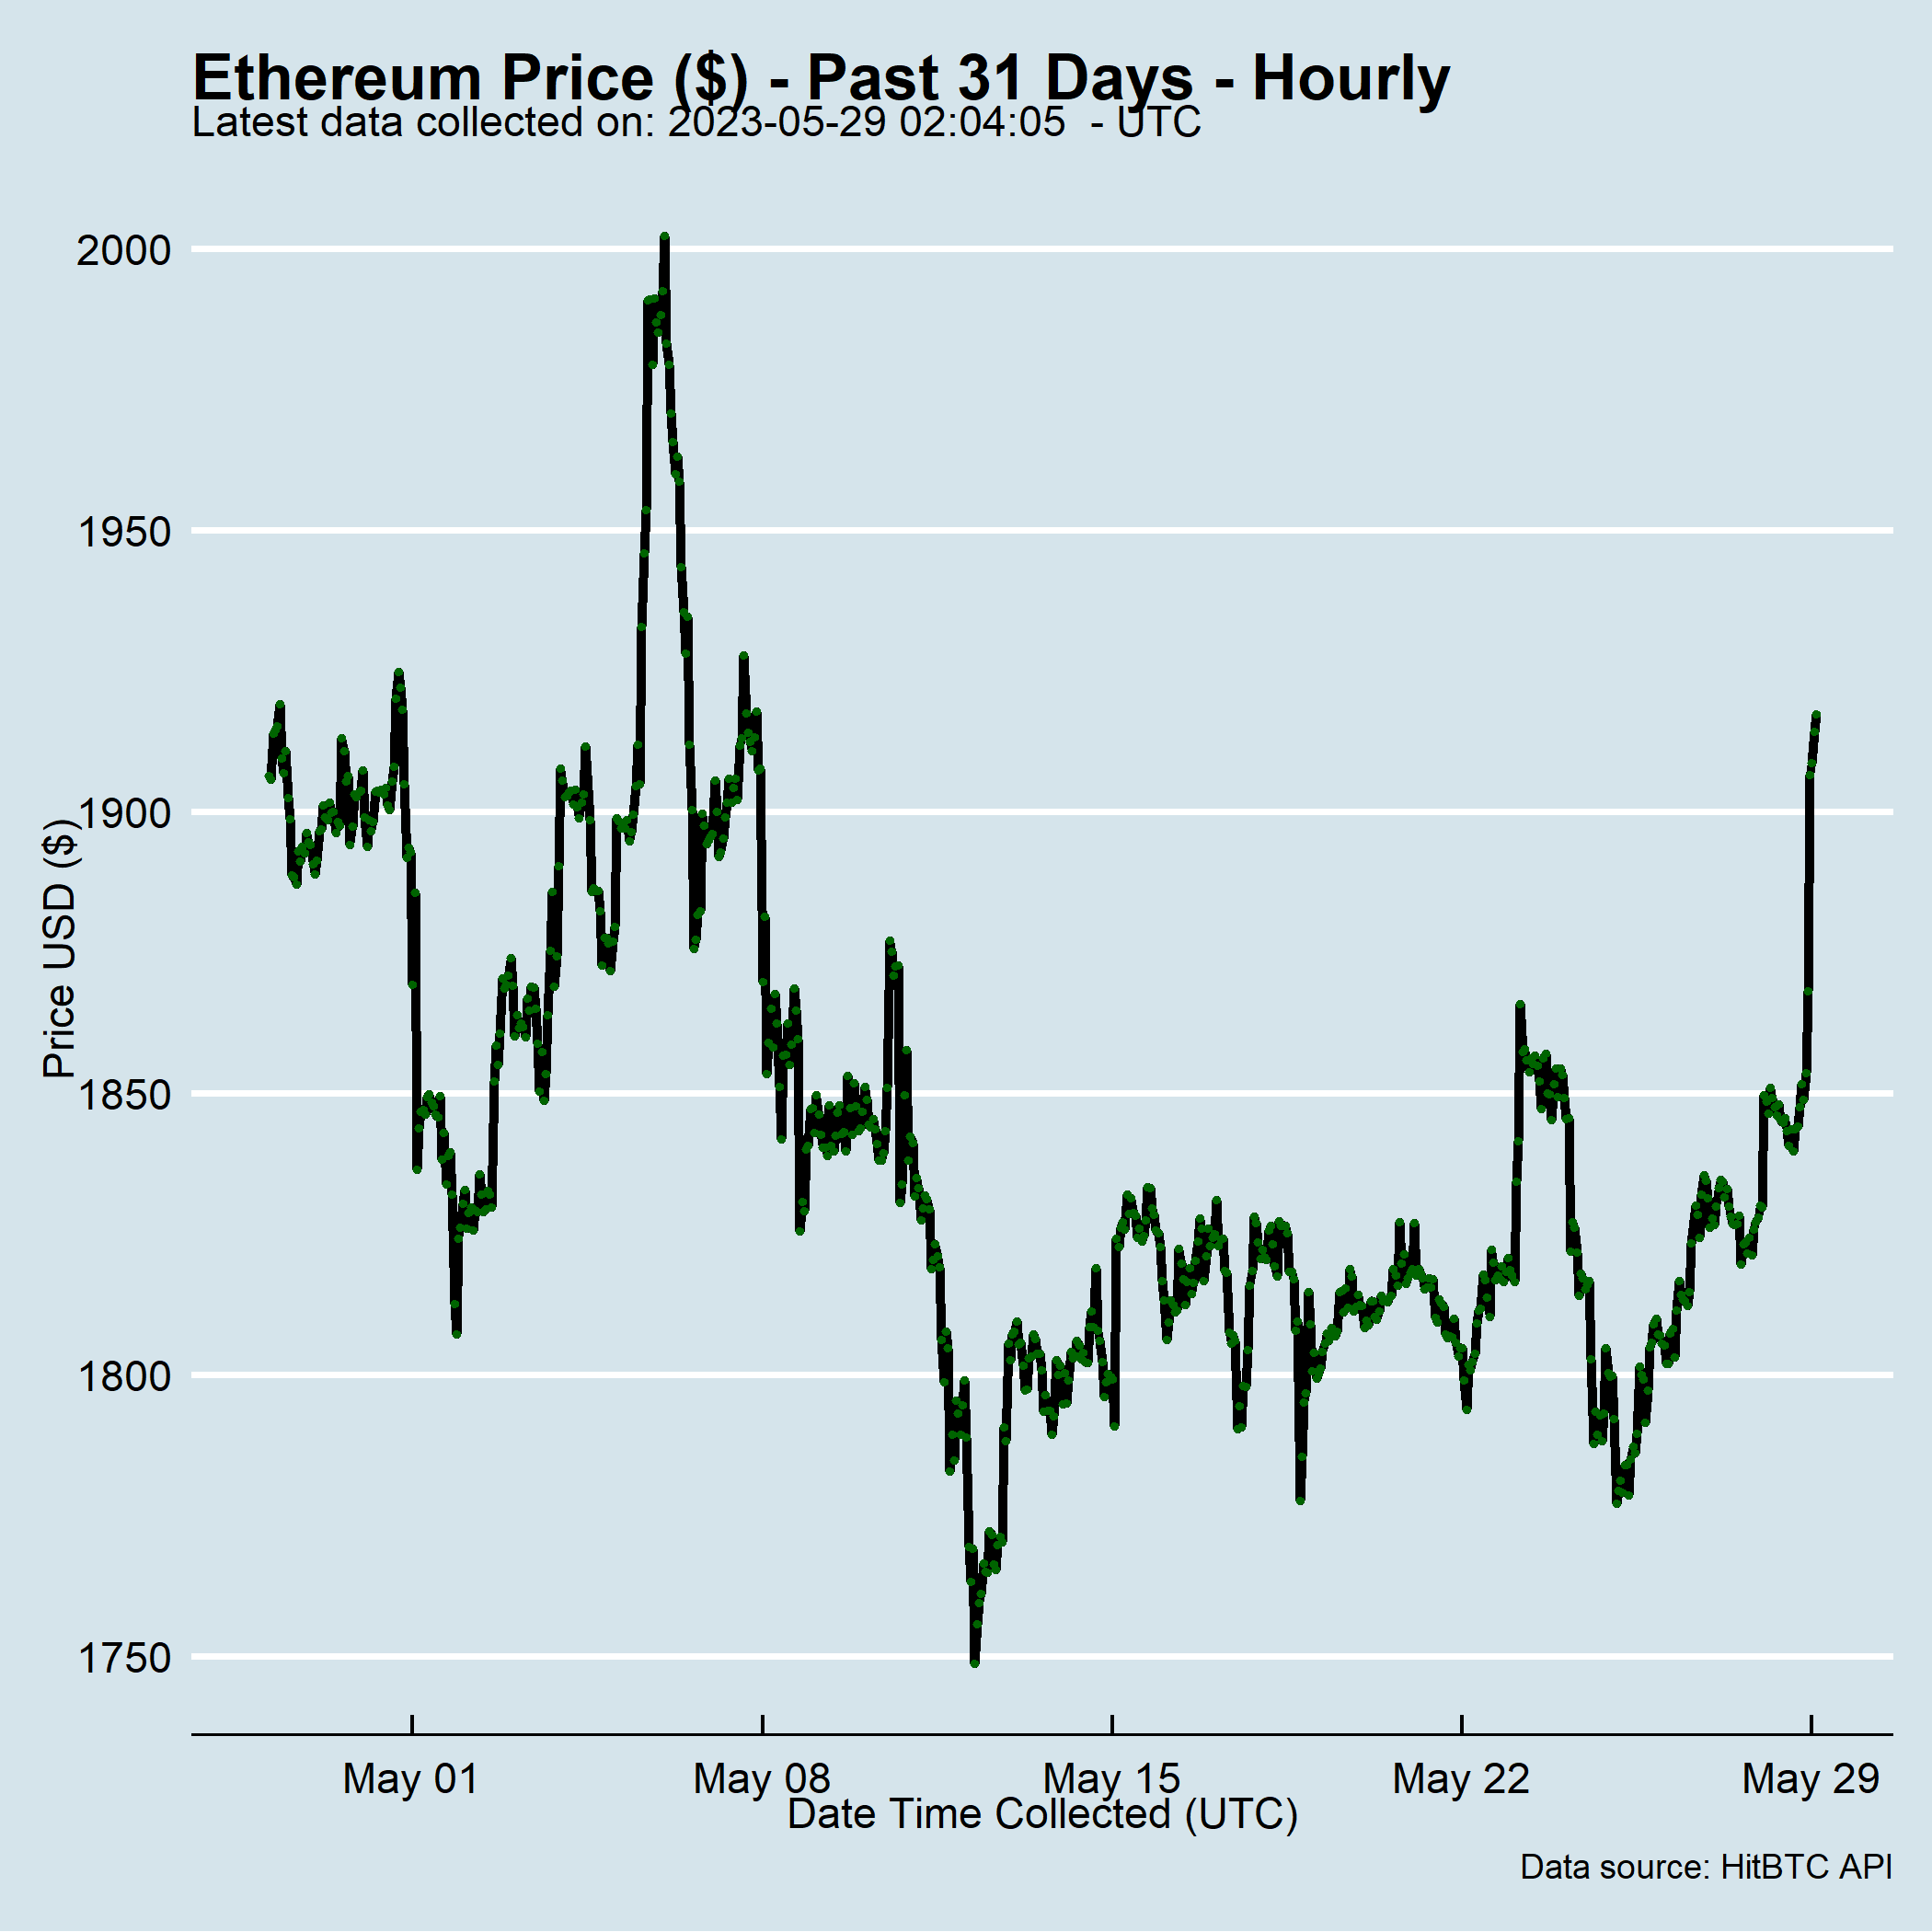 Ethereum Price ($) - Past 31 Days - Hourly
Latest data collected on: 2023-05-29 02:04:05  - UTC
2000
1950
1900
1850
1800
1750
Price USD ($)
May 01
May 08
May 15
May 22
May 29
Date Time Collected (UTC)
Data source: HitBTC API